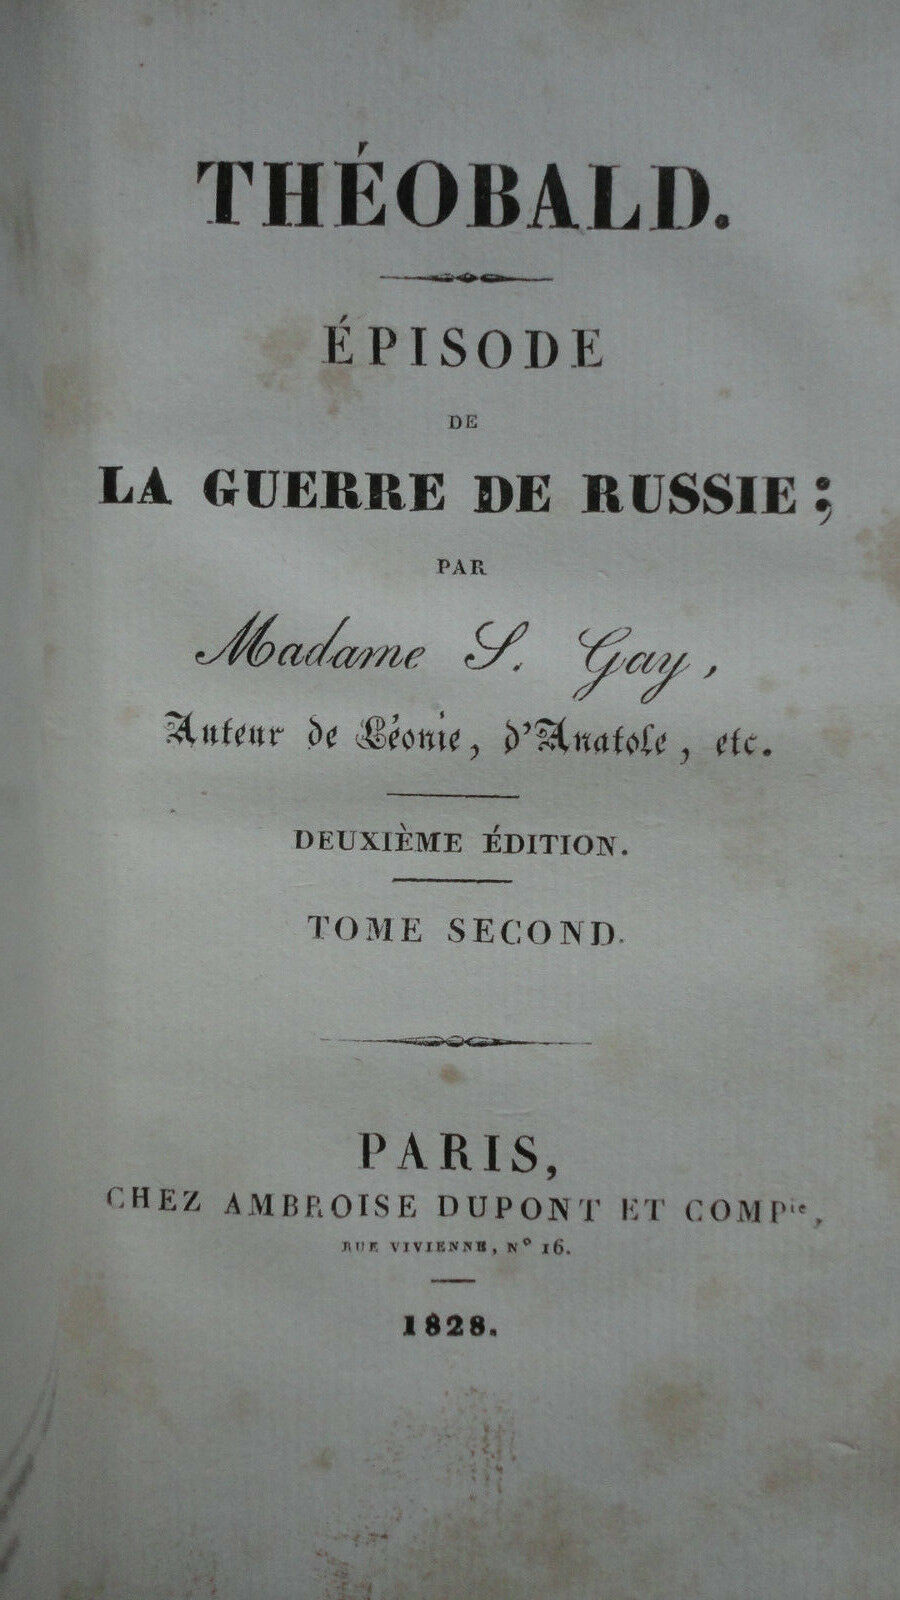 THÉOBALD.
ÉPISODE
DE
LA GUERRE DE RUSSIE;
PAR
Madame S. Gay,
Auteur de Léonie, d'Anatole, etc.
DEUXIÈME ÉDITION.
TOME SECOND.
PARIS,
CHEZ AMBROISE DUPONT ET COMPie,
RUE VIVIENNE, N° 16.
1828.